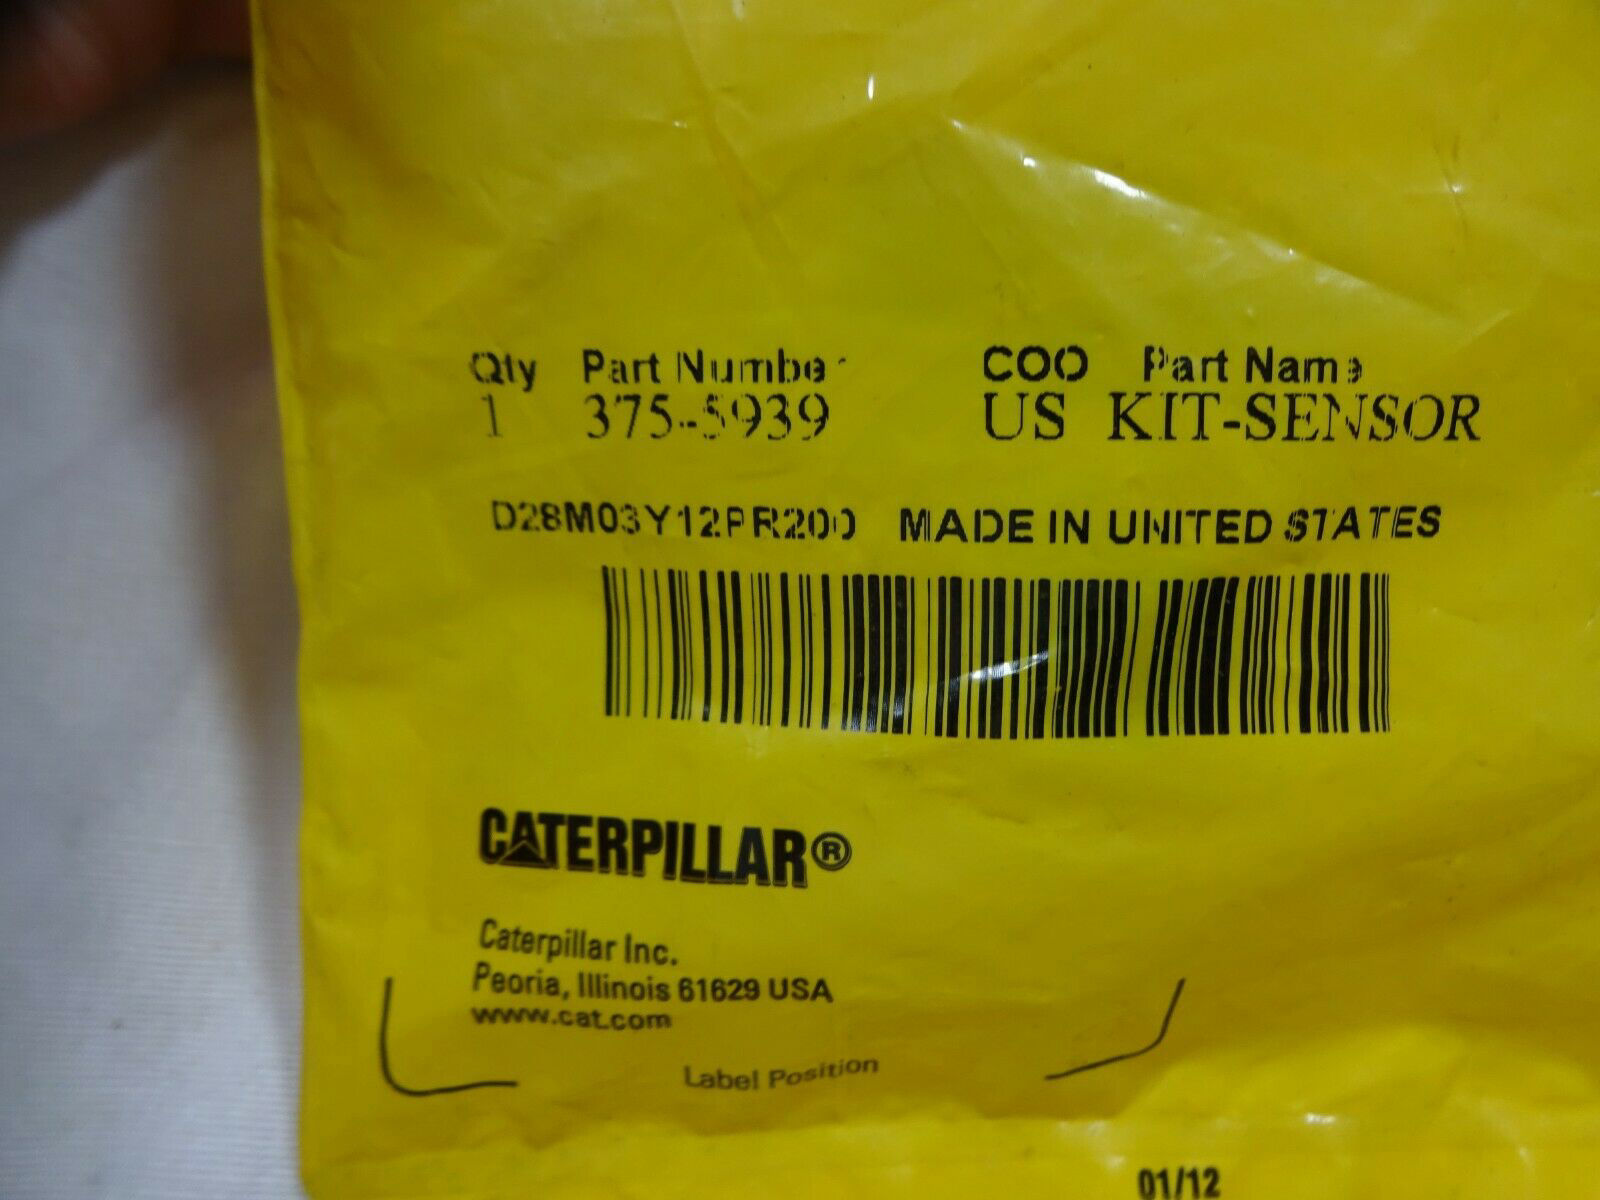 Qty Part Number COO Part Name
1 375-5939 US KIT-SENSOR
D28M03Y12PR200 MADE IN UNITED STATES
CATERPILLAR®
Caterpillar Inc.
Peoria, Illinois 61629 USA
www.cat.com
Label Position
01/12